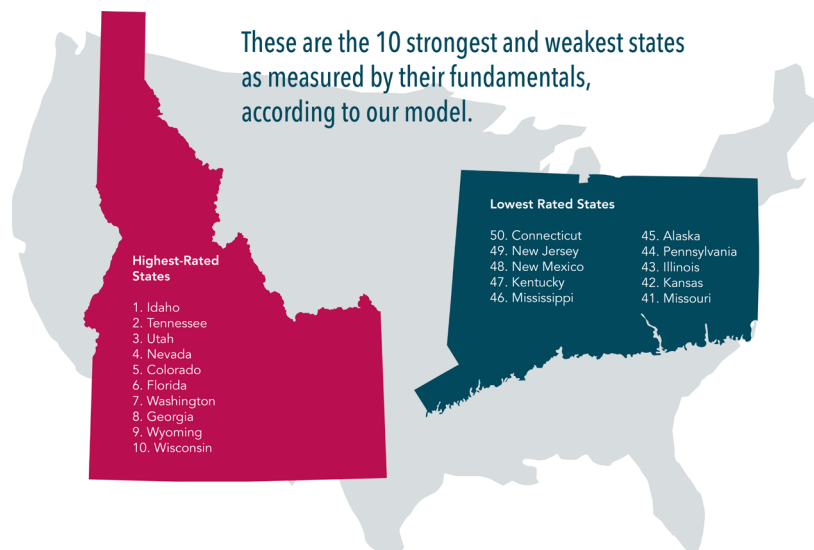 These are the 10 strongest and weakest states
as measured by their fundamentals,
according to our model.
Highest-Rated
States
1. Idaho
2. Tennessee
3. Utah
4. Nevada
5. Colorado
6. Florida
7. Washington
8. Georgia
9. Wyoming
10. Wisconsin
Lowest Rated States
50. Connecticut
49. New Jersey
48. New Mexico
47. Kentucky
46. Mississippi
45. Alaska
44. Pennsylvania
43. Illinois
42. Kansas
41. Missouri